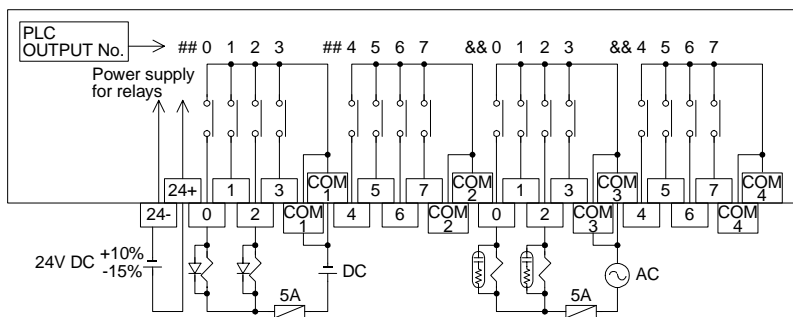 PLC
OUTPUT No.
##0 1 2 3 ##4 5 6 7 &&0 1 2 3 &&4 5 6 7
Power supply
for relays
24+ 1 3 COM 1 5 7 COM 2 1 3 COM 3 5 7 COM 4
24- 0 2 COM 1 4 6 COM 2 0 2 COM 3 4 6 COM 4
24V DC +10%
-15%
DC
AC
5A
5A